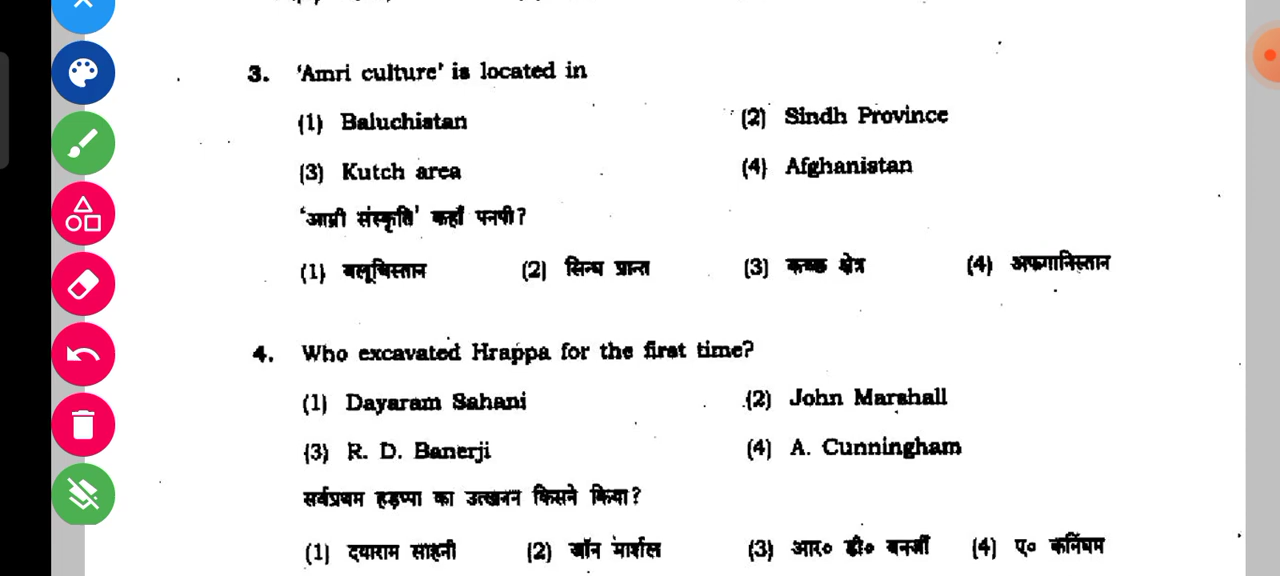 3. 'Amri culture' is located in
(1) Baluchistan (2) Sindh Province
(3) Kutch area (4) Afghanistan
'आम्री संस्कृति' कहाँ पनपी?
(1) बलूचिस्तान (2) सिन्ध प्रान्त (3) कच्छ क्षेत्र (4) अफगानिस्तान
4. Who excavated Hrappa for the first time?
(1) Dayaram Sahani (2) John Marshall
(3) R. D. Banerji (4) A. Cunningham
सर्वप्रथम हड़प्पा का उत्खनन किसने किया?
(1) दयाराम साहनी (2) जॉन मार्शल (3) आर० डी० बनर्जी (4) ए० कनिंघम